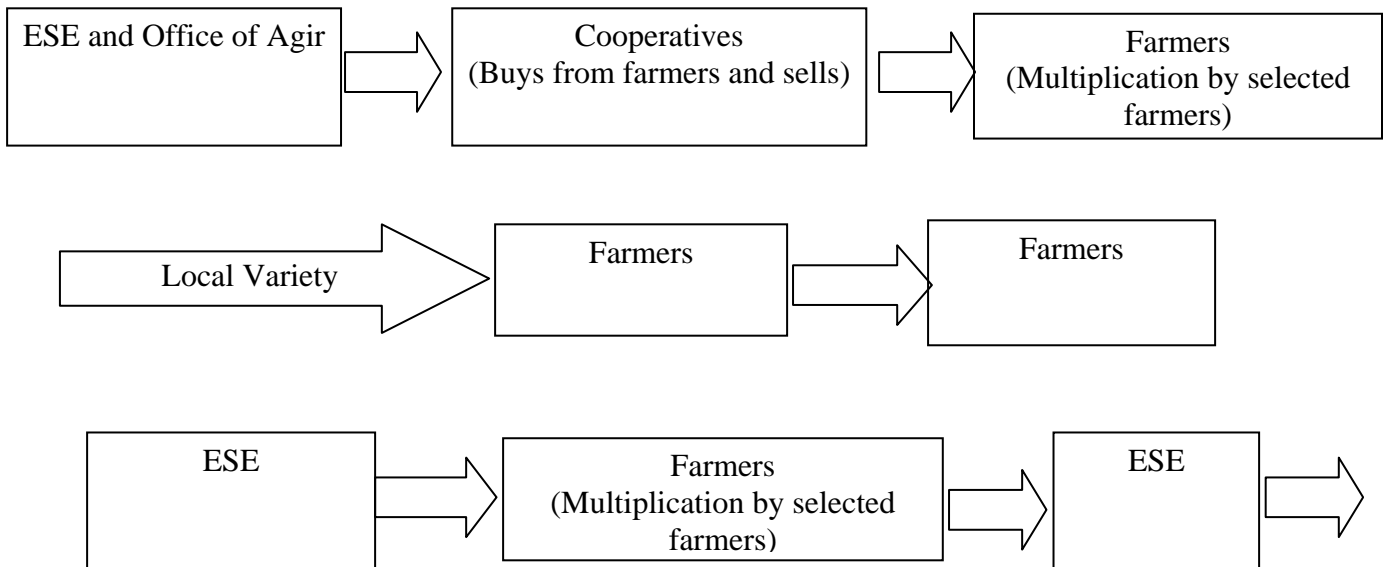 ESE and Office of Agir
Cooperatives
(Buys from farmers and sells)
Farmers
(Multiplication by selected
farmers)
Local Variety
Farmers
Farmers
ESE
Farmers
(Multiplication by selected
farmers)
ESE